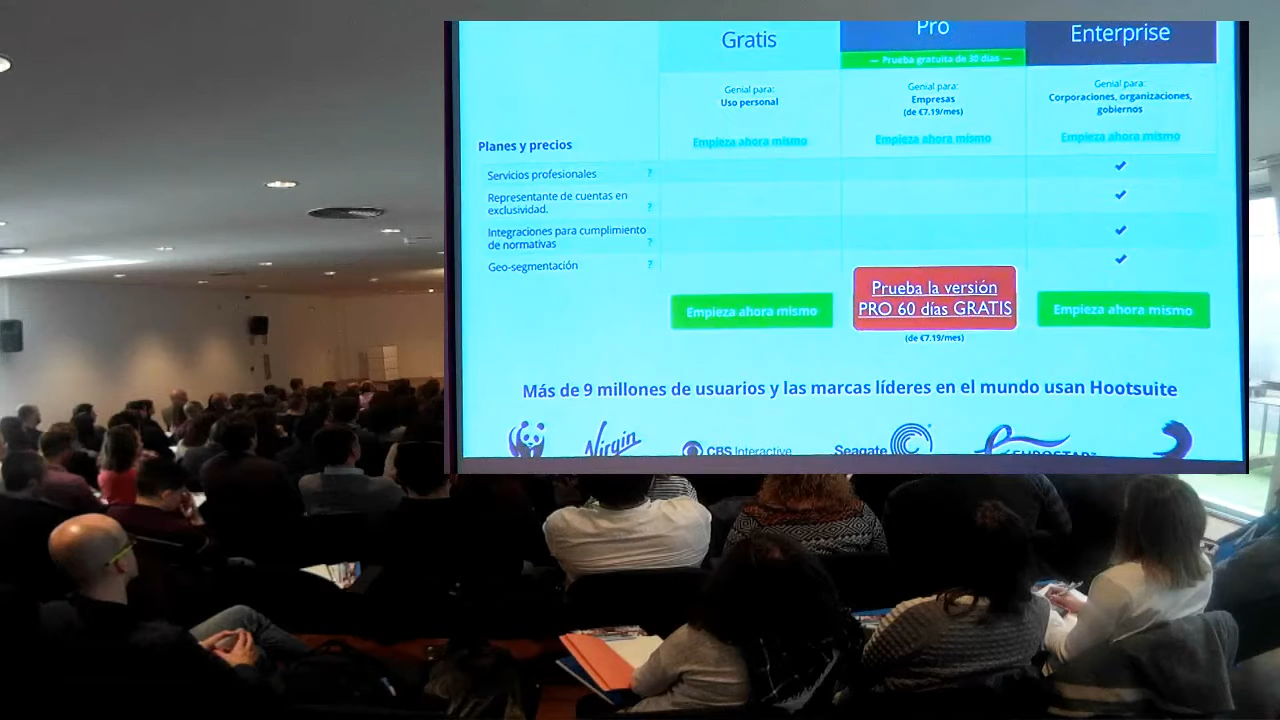 Gratis
Pro
Enterprise
— Prueba gratuita de 30 días —
Genial para:
Uso personal
Genial para:
Empresas
(de €7.19/mes)
Genial para:
Corporaciones, organizaciones,
gobiernos
Planes y precios
Empieza ahora mismo
Empieza ahora mismo
Empieza ahora mismo
Servicios profesionales ?
Representante de cuentas en
exclusividad. ?
Integraciones para cumplimiento
de normativas ?
Geo-segmentación ?
Empieza ahora mismo
Prueba la versión
PRO 60 días GRATIS
(de €7.19/mes)
Empieza ahora mismo
Más de 9 millones de usuarios y las marcas líderes en el mundo usan Hootsuite
Virgin
CBS Interactive
Seagate
EUROSTAR™